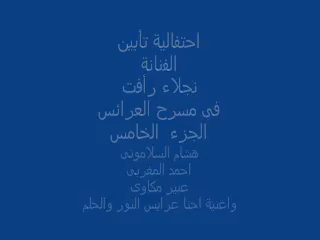 احتفالية تأبين
الفنانة
نجلاء رأفت
فى مسرح العرائس
الجزء الخامس
هشام السلامونى
احمد المغربى
عبير مكاوى
واغنية احنا عرايس النور والحلم